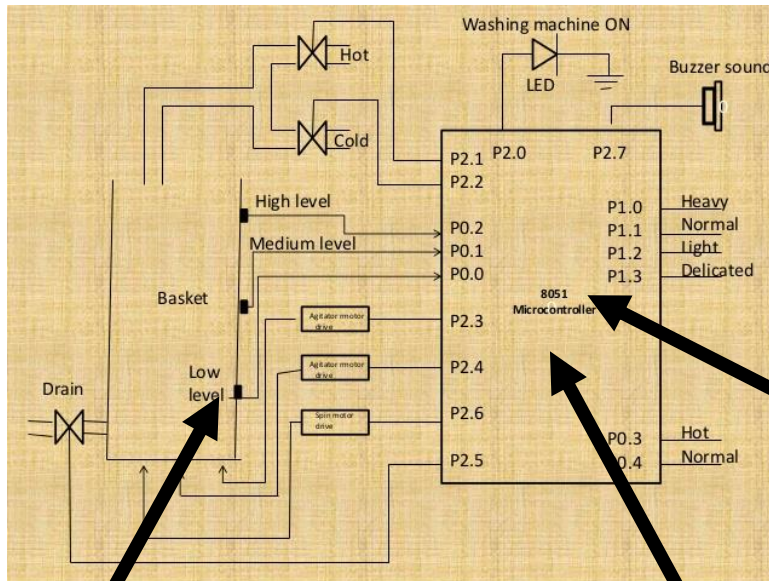 Washing machine ON
Hot
LED
Buzzer sound
Cold
P2.0
P2.7
P2.1
P2.2
High level
P0.2
P1.0
Heavy
P1.1
Normal
Medium level
P0.1
P1.2
Light
P0.0
P1.3
Delicated
Basket
8051
Microcontroller
Agitator motor
drive
P2.3
Low
level
Agitator motor
drive
P2.4
Drain
Spin motor
drive
P2.6
P0.3
Hot
P2.5
0.4
Normal